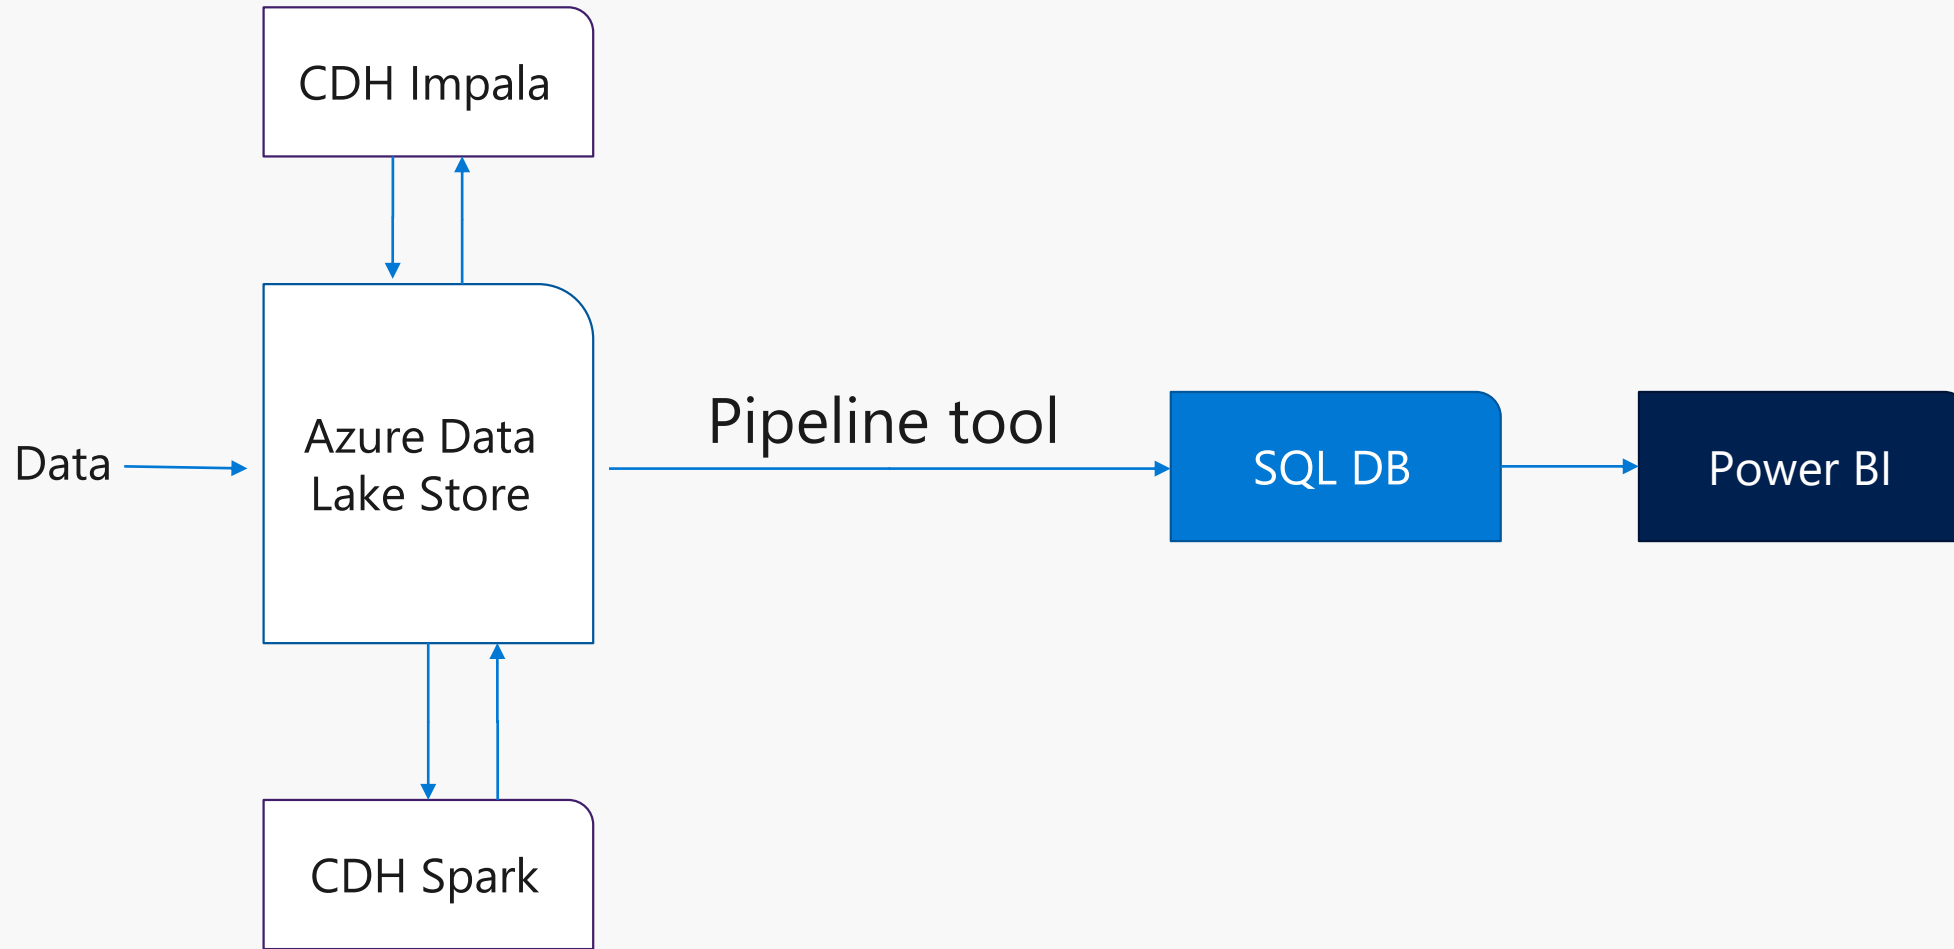 CDH Impala
Data
Azure Data
Lake Store
Pipeline tool
SQL DB
Power BI
CDH Spark